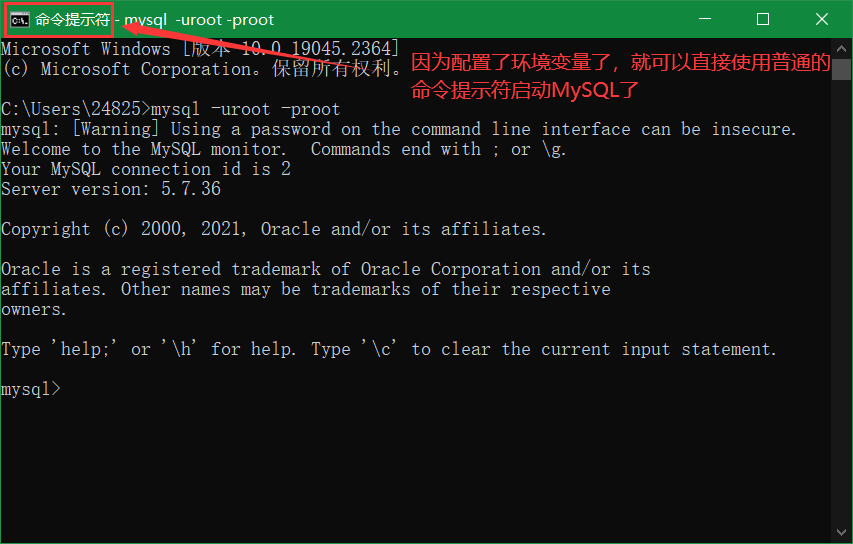 命令提示符 - mysql  -uroot -proot
Microsoft Windows [版本 10.0.19045.2364]
(c) Microsoft Corporation。保留所有权利。
因为配置了环境变量了，就可以直接使用普通的
命令提示符启动MySQL了
C:\Users\24825>mysql -uroot -proot
mysql: [Warning] Using a password on the command line interface can be insecure.
Welcome to the MySQL monitor.  Commands end with ; or \g.
Your MySQL connection id is 2
Server version: 5.7.36
Copyright (c) 2000, 2021, Oracle and/or its affiliates.
Oracle is a registered trademark of Oracle Corporation and/or its
affiliates. Other names may be trademarks of their respective
owners.
Type 'help;' or '\h' for help. Type '\c' to clear the current input statement.
mysql>